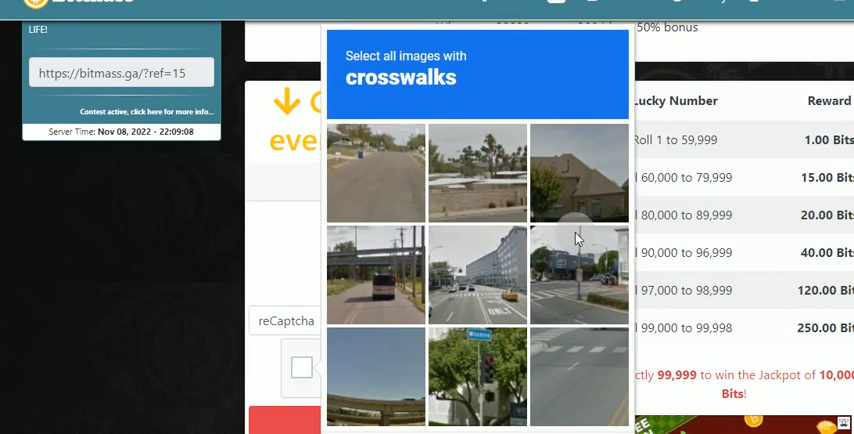 LIFE!
https://bitmass.ga/?ref=15
Contest active, click here for more info...
Server Time: Nov 08, 2022 - 22:09:08
50% bonus
Select all images with
crosswalks
Lucky Number Reward
Roll 1 to 59,999 1.00 Bits
60,000 to 79,999 15.00 Bits
80,000 to 89,999 20.00 Bits
90,000 to 96,999 40.00 Bits
97,000 to 98,999 120.00 Bits
99,000 to 99,998 250.00 Bits
reCaptcha
ONLY
Wilshire
99,999 to win the Jackpot of 10,00
Bits!